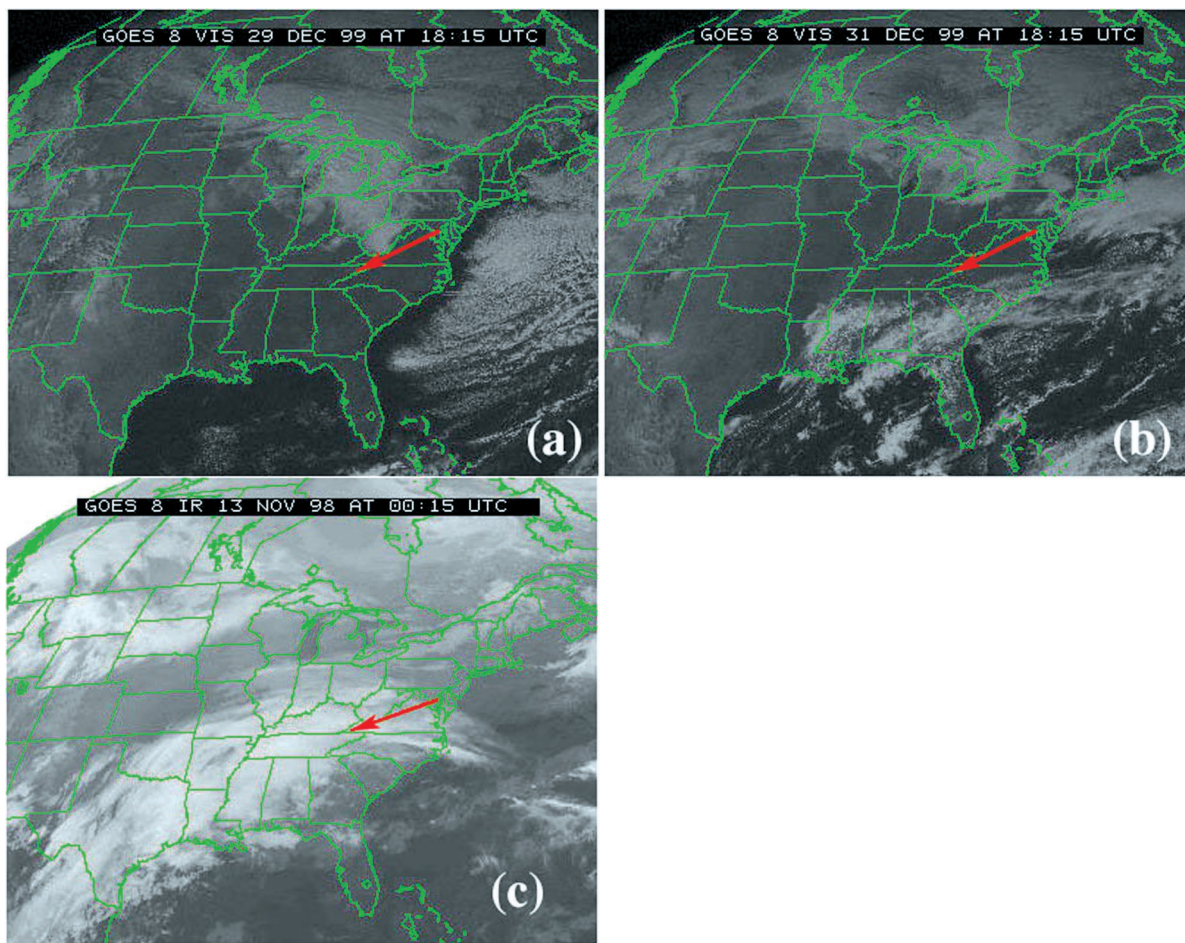 GOES 8 VIS 29 DEC 99 AT 18:15 UTC
(a)
GOES 8 VIS 31 DEC 99 AT 18:15 UTC
(b)
GOES 8 IR 13 NOV 98 AT 00:15 UTC
(c)